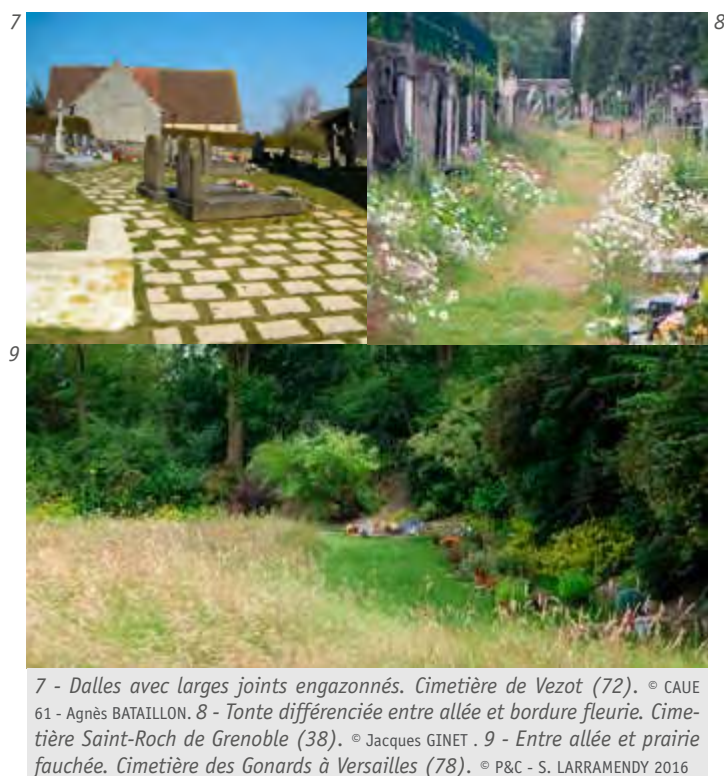 7
8
9
7 - Dalles avec larges joints engazonnés. Cimetière de Vezot (72). © CAUE
61 - Agnès BATAILLON. 8 - Tonte différenciée entre allée et bordure fleurie. Cime-
tière Saint-Roch de Grenoble (38). © Jacques GINET . 9 - Entre allée et prairie
fauchée. Cimetière des Gonards à Versailles (78). © P&C - S. LARRAMENDY 2016